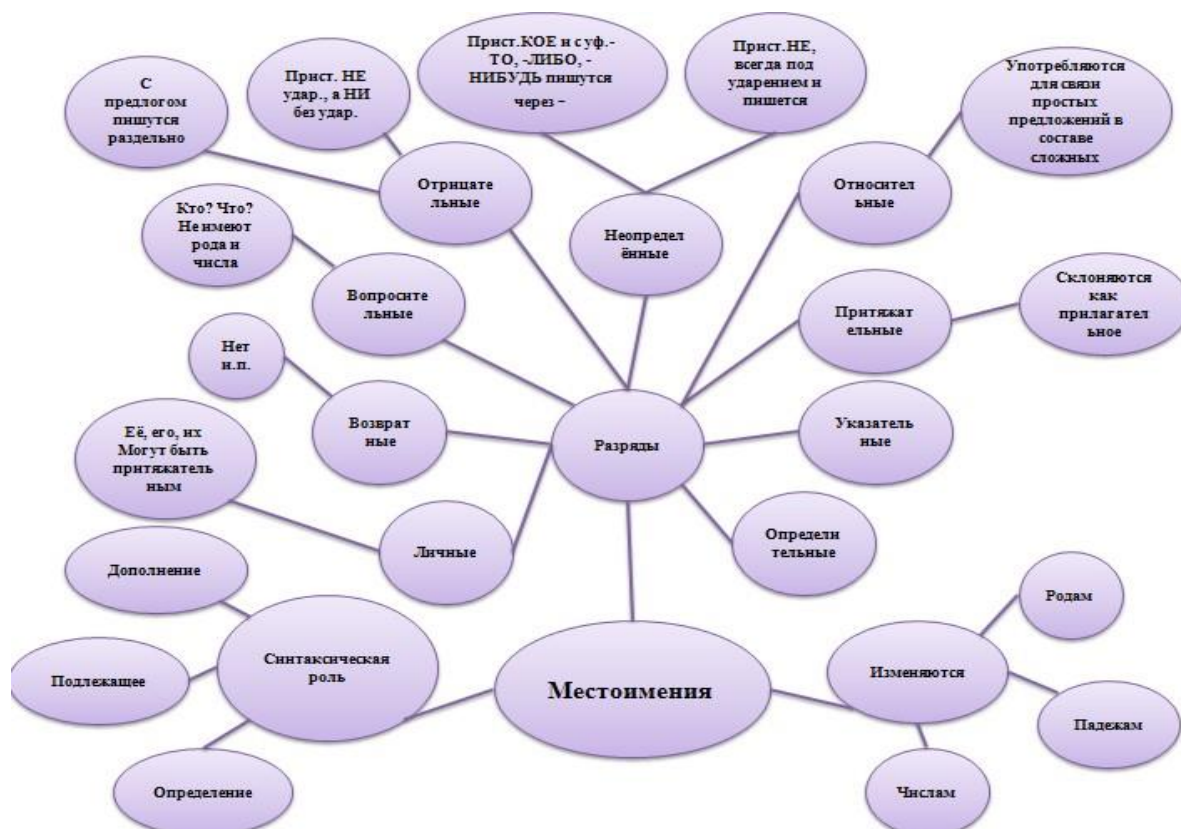 С
предлогом
пишутся
раздельно
Прист. НЕ
удар., а НИ
без удар.
Прист.КОЕ и суф.-
ТО, -ЛИБО, -
НИБУДЬ пишутся
через –
Прист.НЕ,
всегда под
ударением и
пишется
Употребляются
для связи
простых
предложений в
составе
сложных
Отрицате
льные
Неопредел
ённые
Относител
ьные
Кто? Что?
Не имеют
рода и
числа
Вопросите
льные
Притяжат
ельные
Склоняются
как
прилагател
ьное
Нет
и.п.
Возврат
ные
Разряды
Указатель
ные
Её, его, их
Могут быть
притяжатель
ным
Личные
Определи
тельные
Дополнение
Синтаксическая
роль
Подлежащее
Определение
Местоимения
Изменяются
Родам
Падежам
Числам